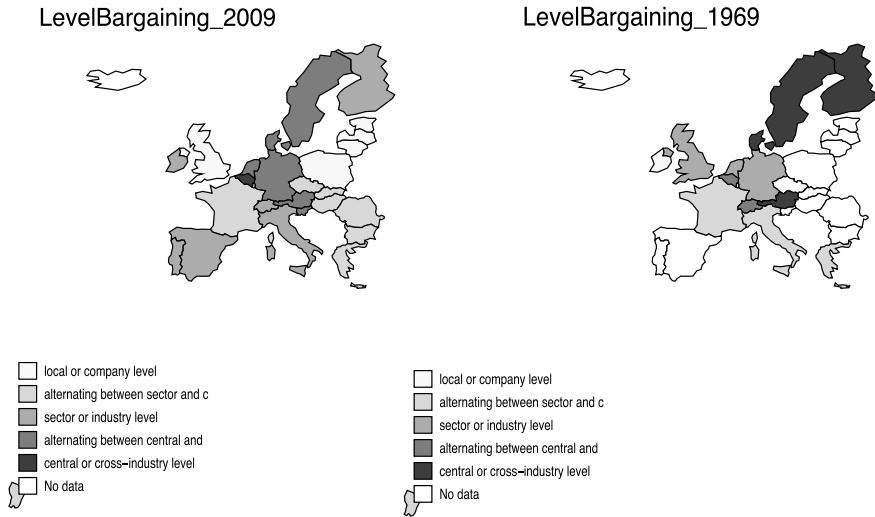 LevelBargaining_2009
LevelBargaining_1969
local or company level
alternating between sector and c
sector or industry level
alternating between central and
central or cross−industry level
No data
local or company level
alternating between sector and c
sector or industry level
alternating between central and
central or cross−industry level
No data